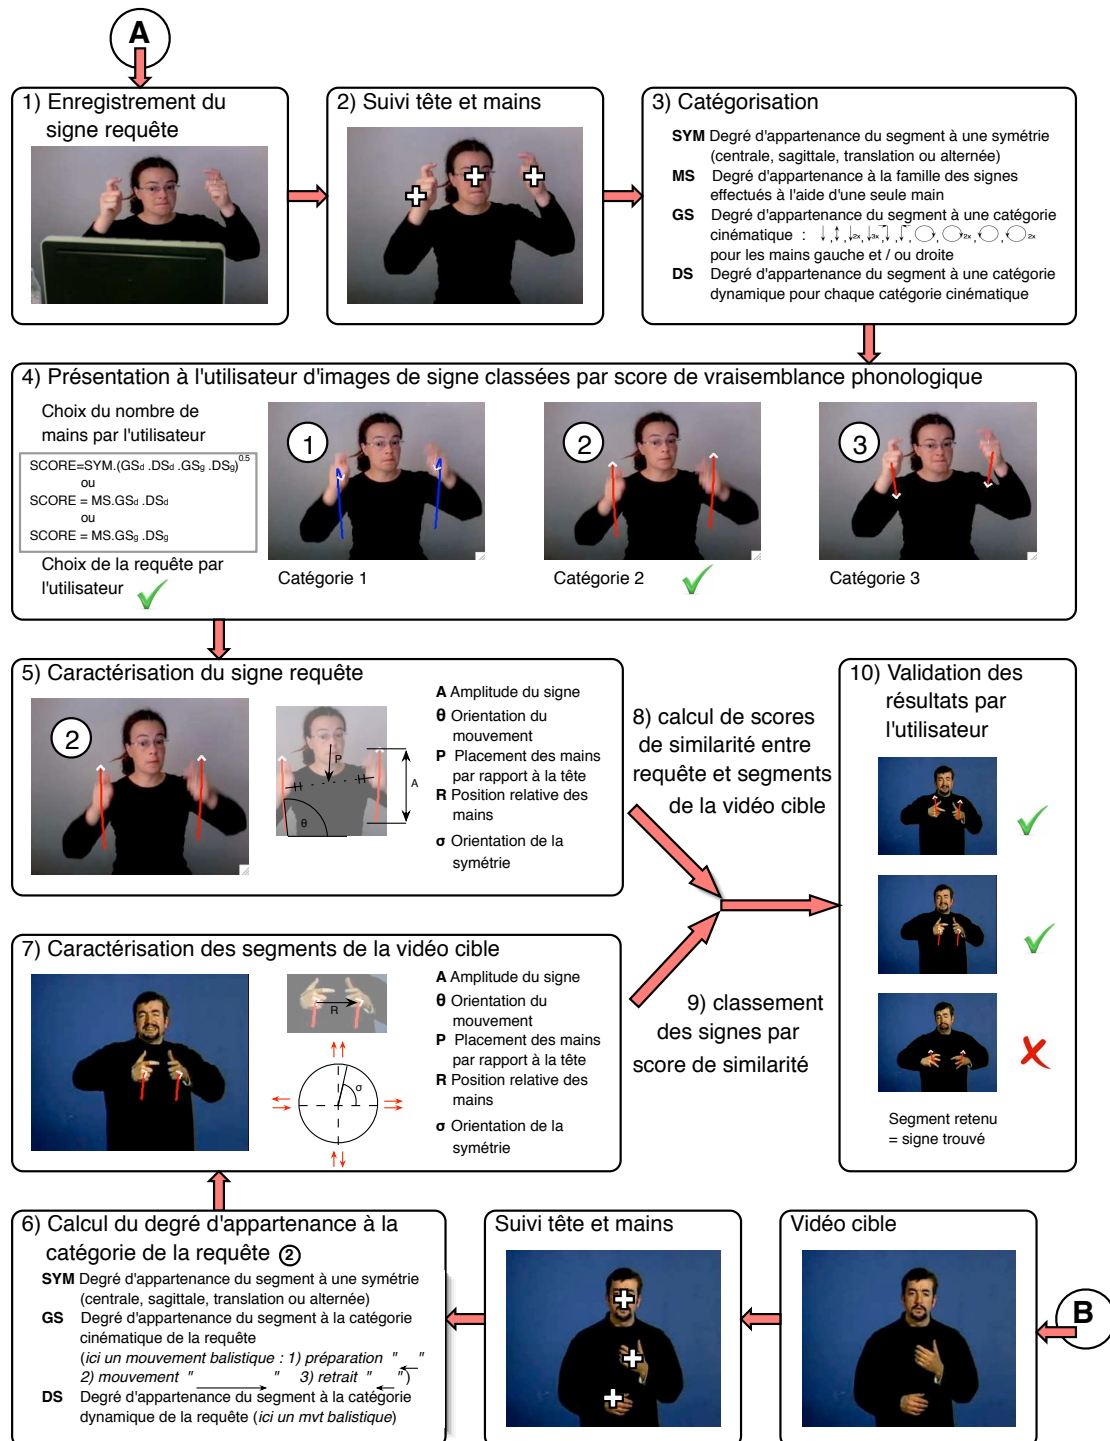 A
1) Enregistrement du
signe requête
2) Suivi tête et mains
3) Catégorisation
SYM Degré d'appartenance du segment à une symétrie
(centrale, sagittale, translation ou alternée)
MS Degré d'appartenance à la famille des signes
effectués à l'aide d'une seule main
GS Degré d'appartenance du segment à une catégorie
cinématique : ↓,↕,↓2x,↓3x, , , , 2x, , 2x
pour les mains gauche et / ou droite
DS Degré d'appartenance du segment à une catégorie
dynamique pour chaque catégorie cinématique
4) Présentation à l'utilisateur d'images de signe classées par score de vraisemblance phonologique
Choix du nombre de
mains par l'utilisateur
SCORE=SYM.(GSd .DSd .GSg .DSg)0.5
ou
SCORE = MS.GSd .DSd
ou
SCORE = MS.GSg .DSg
Choix de la requête par
l'utilisateur
1
Catégorie 1
2
Catégorie 2
3
Catégorie 3
5) Caractérisation du signe requête
2
P
A
θ
A Amplitude du signe
θ Orientation du
mouvement
P Placement des mains
par rapport à la tête
R Position relative des
mains
σ Orientation de la
symétrie
8) calcul de scores
de similarité entre
requête et segments
de la vidéo cible
10) Validation des
résultats par
l'utilisateur
Segment retenu
= signe trouvé
7) Caractérisation des segments de la vidéo cible
R
σ
A Amplitude du signe
θ Orientation du
mouvement
P Placement des mains
par rapport à la tête
R Position relative des
mains
σ Orientation de la
symétrie
9) classement
des signes par
score de similarité
6) Calcul du degré d'appartenance à la
catégorie de la requête 2
SYM Degré d'appartenance du segment à une symétrie
(centrale, sagittale, translation ou alternée)
GS Degré d'appartenance du segment à la catégorie
cinématique de la requête
(ici un mouvement balistique : 1) préparation "←"
2) mouvement "→" 3) retrait "←")
DS Degré d'appartenance du segment à la catégorie
dynamique de la requête (ici un mvt balistique)
Suivi tête et mains
Vidéo cible
B